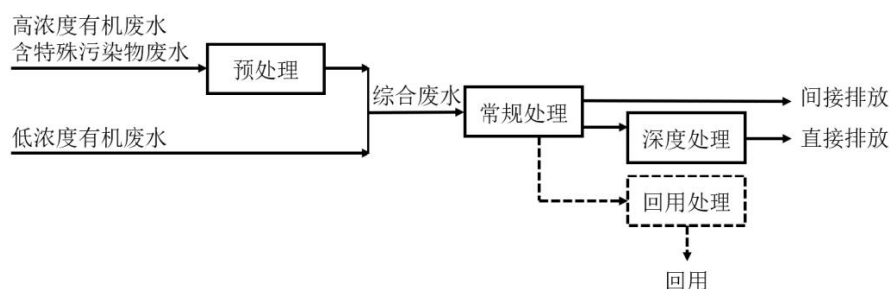 高浓度有机废水
含特殊污染物废水
预处理
综合废水
常规处理
间接排放
低浓度有机废水
深度处理
直接排放
回用处理
回用